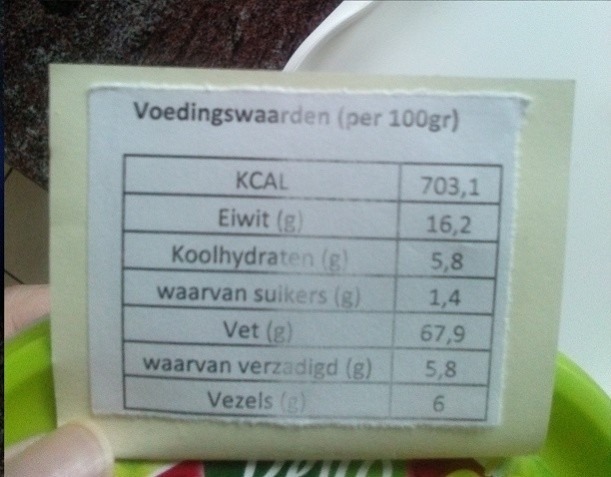 Voedingswaarden (per 100gr)
KCAL 703,1
Eiwit (g) 16,2
Koolhydraten (g) 5,8
waarvan suikers (g) 1,4
Vet (g) 67,9
waarvan verzadigd (g) 5,8
Vezels (g) 6